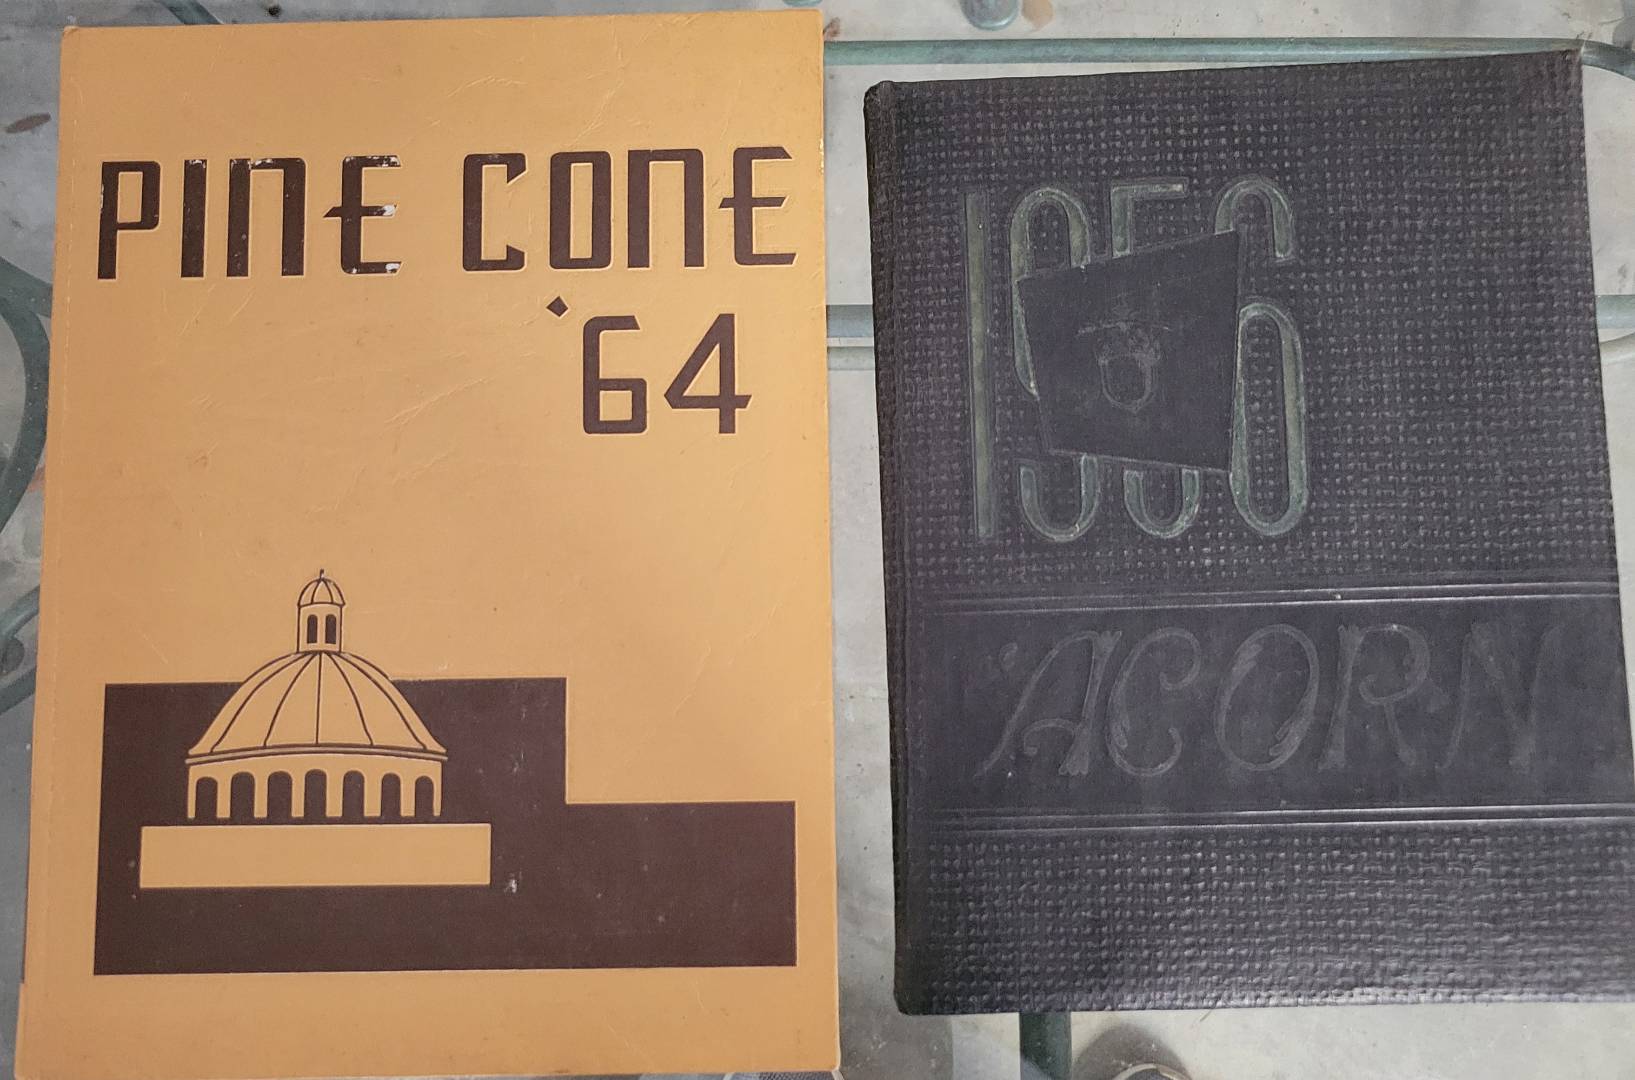 PINE CONE
'64
1956
ACORN